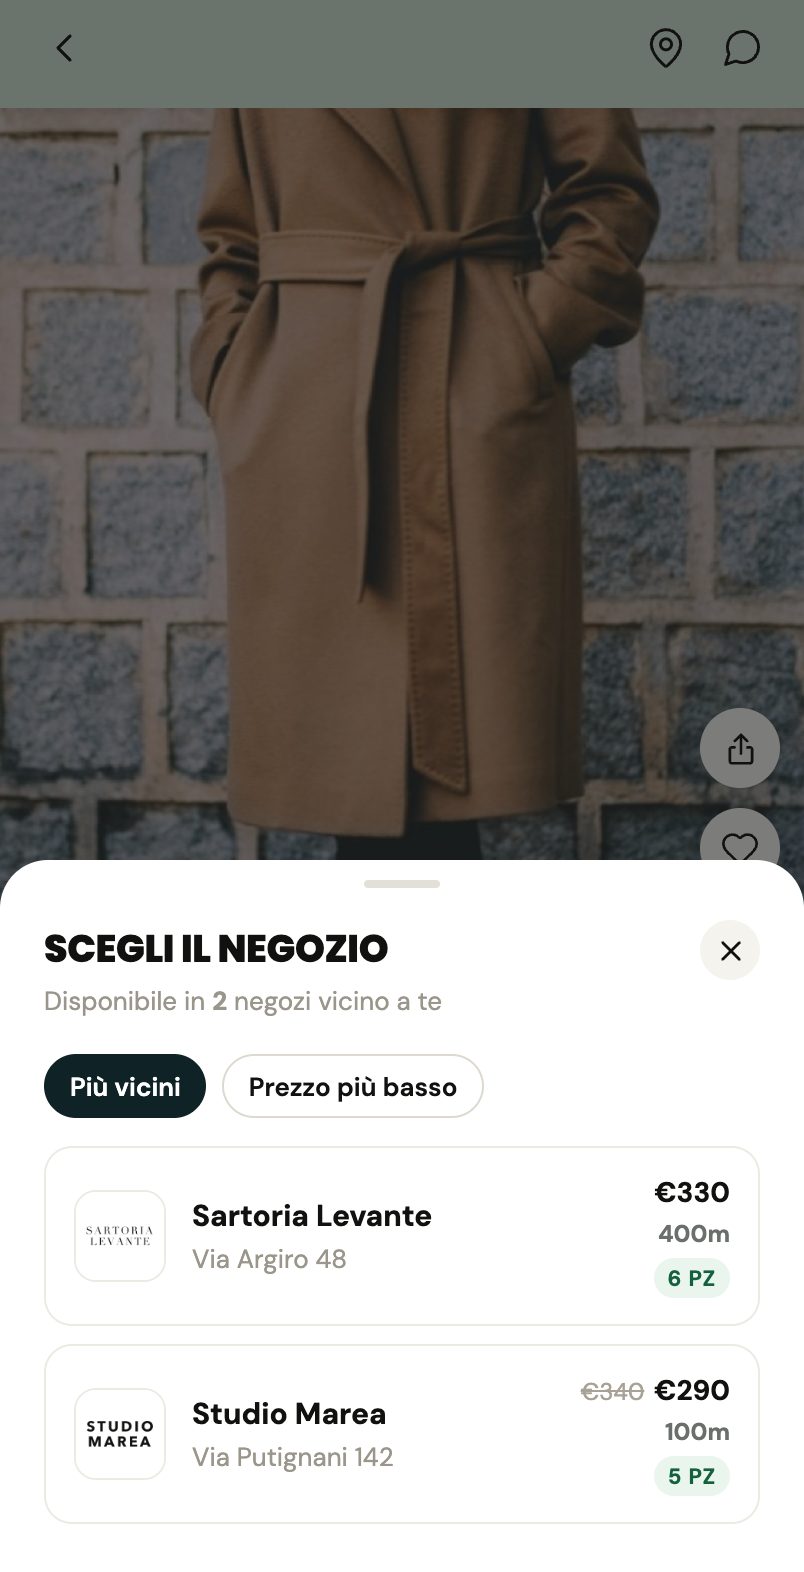 SCEGLI IL NEGOZIO
Disponibile in 2 negozi vicino a te
Più vicini
Prezzo più basso
SARTORIA
LEVANTE
Sartoria Levante
Via Argiro 48
€330
400m
6 PZ
STUDIO
MAREA
Studio Marea
Via Putignani 142
€340 €290
100m
5 PZ